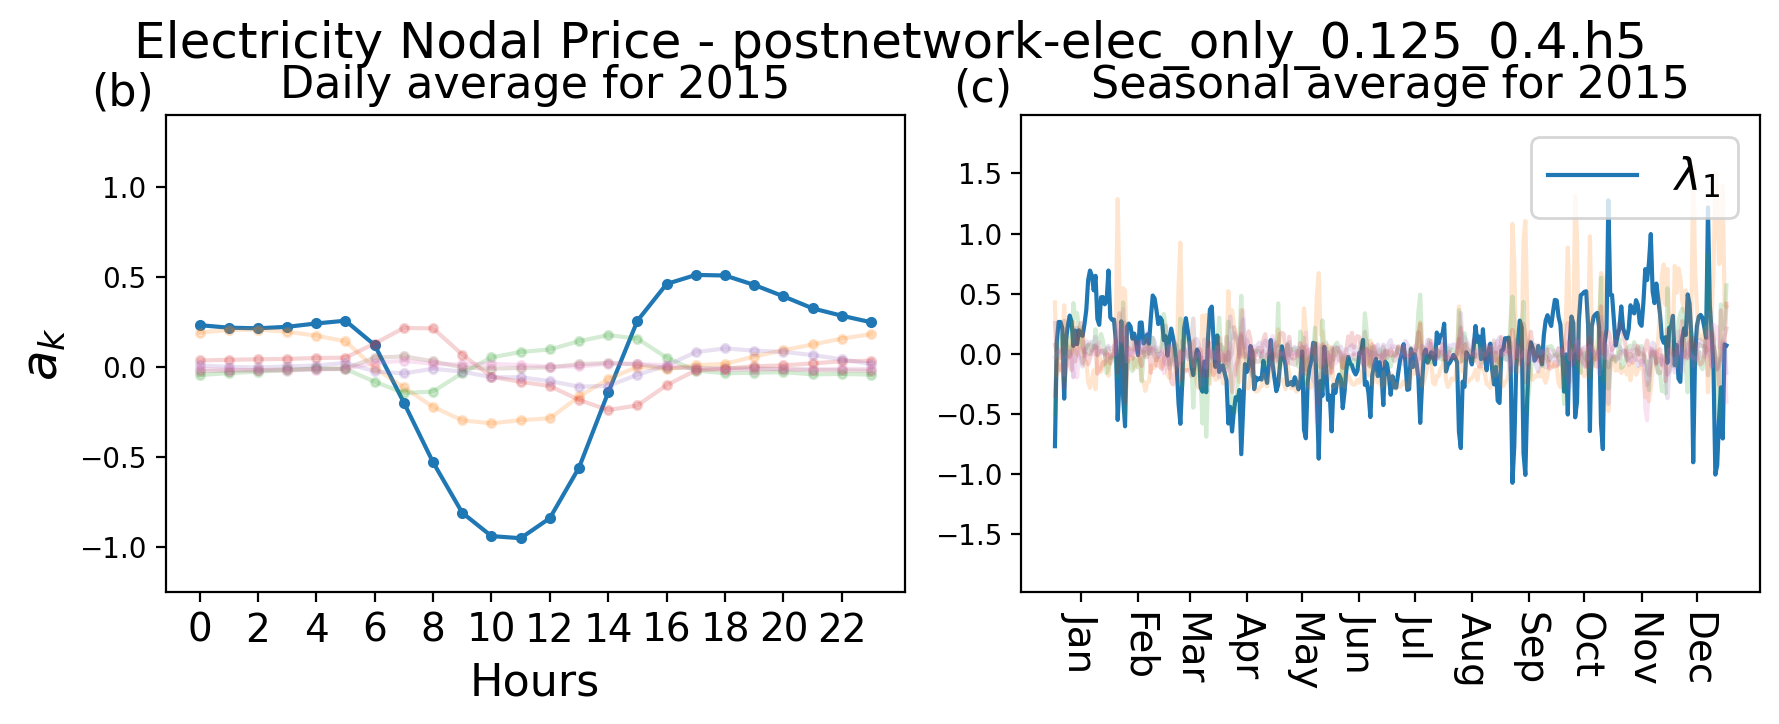 Electricity Nodal Price - postnetwork-elec_only_0.125_0.4.h5
(b)
Daily average for 2015
1.0
0.5
0.0
−0.5
−1.0
a_k
0 2 4 6 8 10 12 14 16 18 20 22
Hours
(c)
Seasonal average for 2015
λ_1
1.5
1.0
0.5
0.0
−0.5
−1.0
−1.5
Jan Feb Mar Apr May Jun Jul Aug Sep Oct Nov Dec